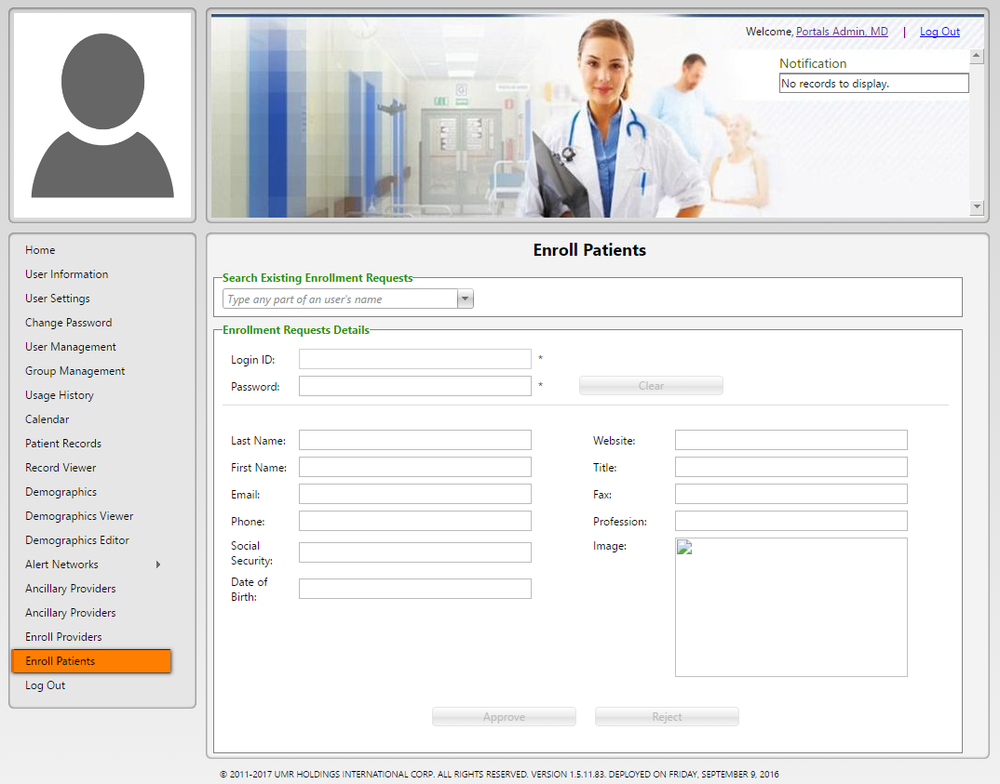 Welcome, Portals Admin, MD | Log Out
Notification
No records to display.
Home
User Information
User Settings
Change Password
User Management
Group Management
Usage History
Calendar
Patient Records
Record Viewer
Demographics
Demographics Viewer
Demographics Editor
Alert Networks
Ancillary Providers
Ancillary Providers
Enroll Providers
Enroll Patients
Log Out
Enroll Patients
Search Existing Enrollment Requests
Type any part of an user's name
Enrollment Requests Details
Login ID: *
Password: * Clear
Last Name:
First Name:
Email:
Phone:
Social
Security:
Date of
Birth:
Website:
Title:
Fax:
Profession:
Image:
Approve Reject
© 2011-2017 UMR HOLDINGS INTERNATIONAL CORP. ALL RIGHTS RESERVED. VERSION 1.5.11.83. DEPLOYED ON FRIDAY, SEPTEMBER 9, 2016